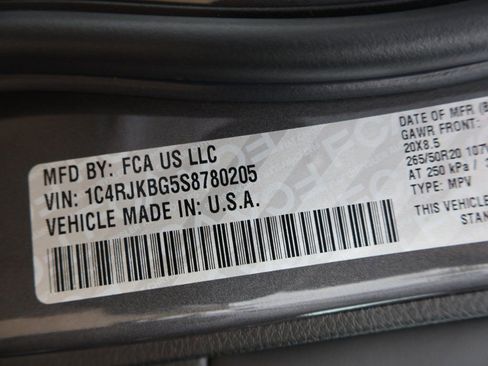 MFD BY: FCA US LLC
VIN: 1C4RJKBG5S8780205
VEHICLE MADE IN: U.S.A.
DATE OF MFR
GAWR FRONT:
20X8.5
265/50R20
AT 250 kPa /
TYPE: MPV
THIS VEHICLE